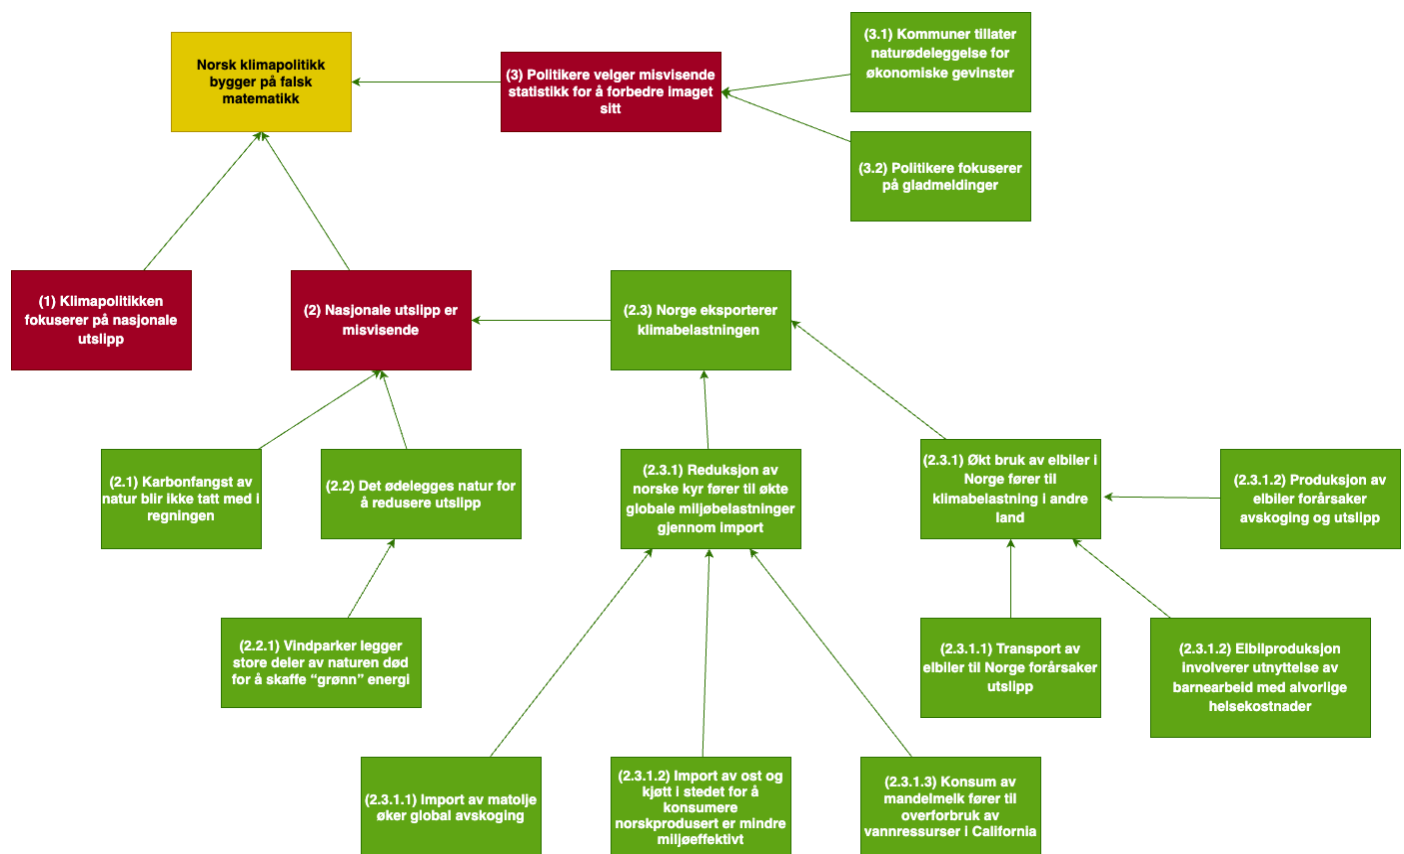 Norsk klimapolitikk
bygger på falsk
matematikk
(3) Politikere velger misvisende
statistikk for å forbedre imaget
sitt
(3.1) Kommuner tillater
naturødeleggelse for
økonomiske gevinster
(3.2) Politikere fokuserer
på gladmeldinger
(1) Klimapolitikken
fokuserer på nasjonale
utslipp
(2) Nasjonale utslipp er
misvisende
(2.3) Norge eksporterer
klimabelastningen
(2.1) Karbonfangst av
natur blir ikke tatt med i
regningen
(2.2) Det ødelegges natur for
å redusere utslipp
(2.3.1) Reduksjon av
norske kyr fører til økte
globale miljøbelastninger
gjennom import
(2.3.1) Økt bruk av elbiler i
Norge fører til
klimabelastning i andre
land
(2.3.1.2) Produksjon av
elbiler forårsaker
avskoging og utslipp
(2.2.1) Vindparker legger
store deler av naturen død
for å skaffe “grønn” energi
(2.3.1.1) Transport av
elbiler til Norge forårsaker
utslipp
(2.3.1.2) Elbilproduksjon
involverer utnyttelse av
barnearbeid med alvorlige
helsekostnader
(2.3.1.1) Import av matolje
øker global avskoging
(2.3.1.2) Import av ost og
kjøtt i stedet for å
konsumere
norskprodusert er mindre
miljøeffektivt
(2.3.1.3) Konsum av
mandelmelk fører til
overforbruk av
vannressurser i California